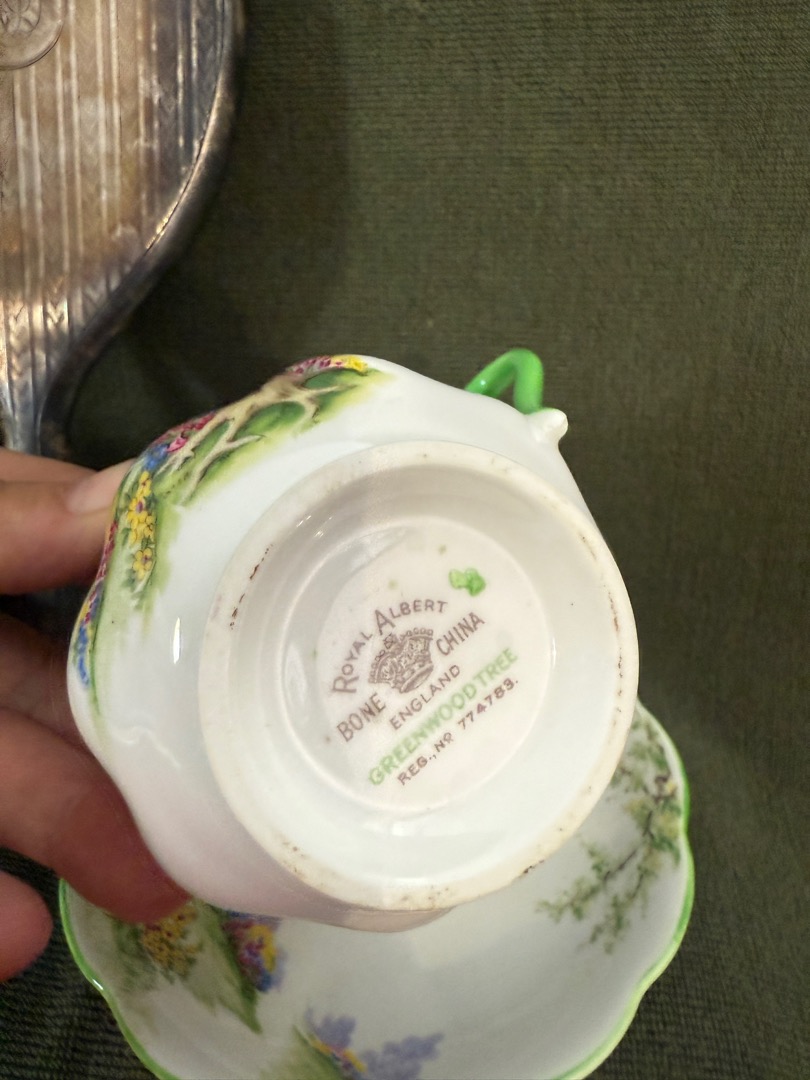 ROYAL ALBERT
BONE CHINA
ENGLAND
GREENWOOD TREE
REG., Nº 774783.